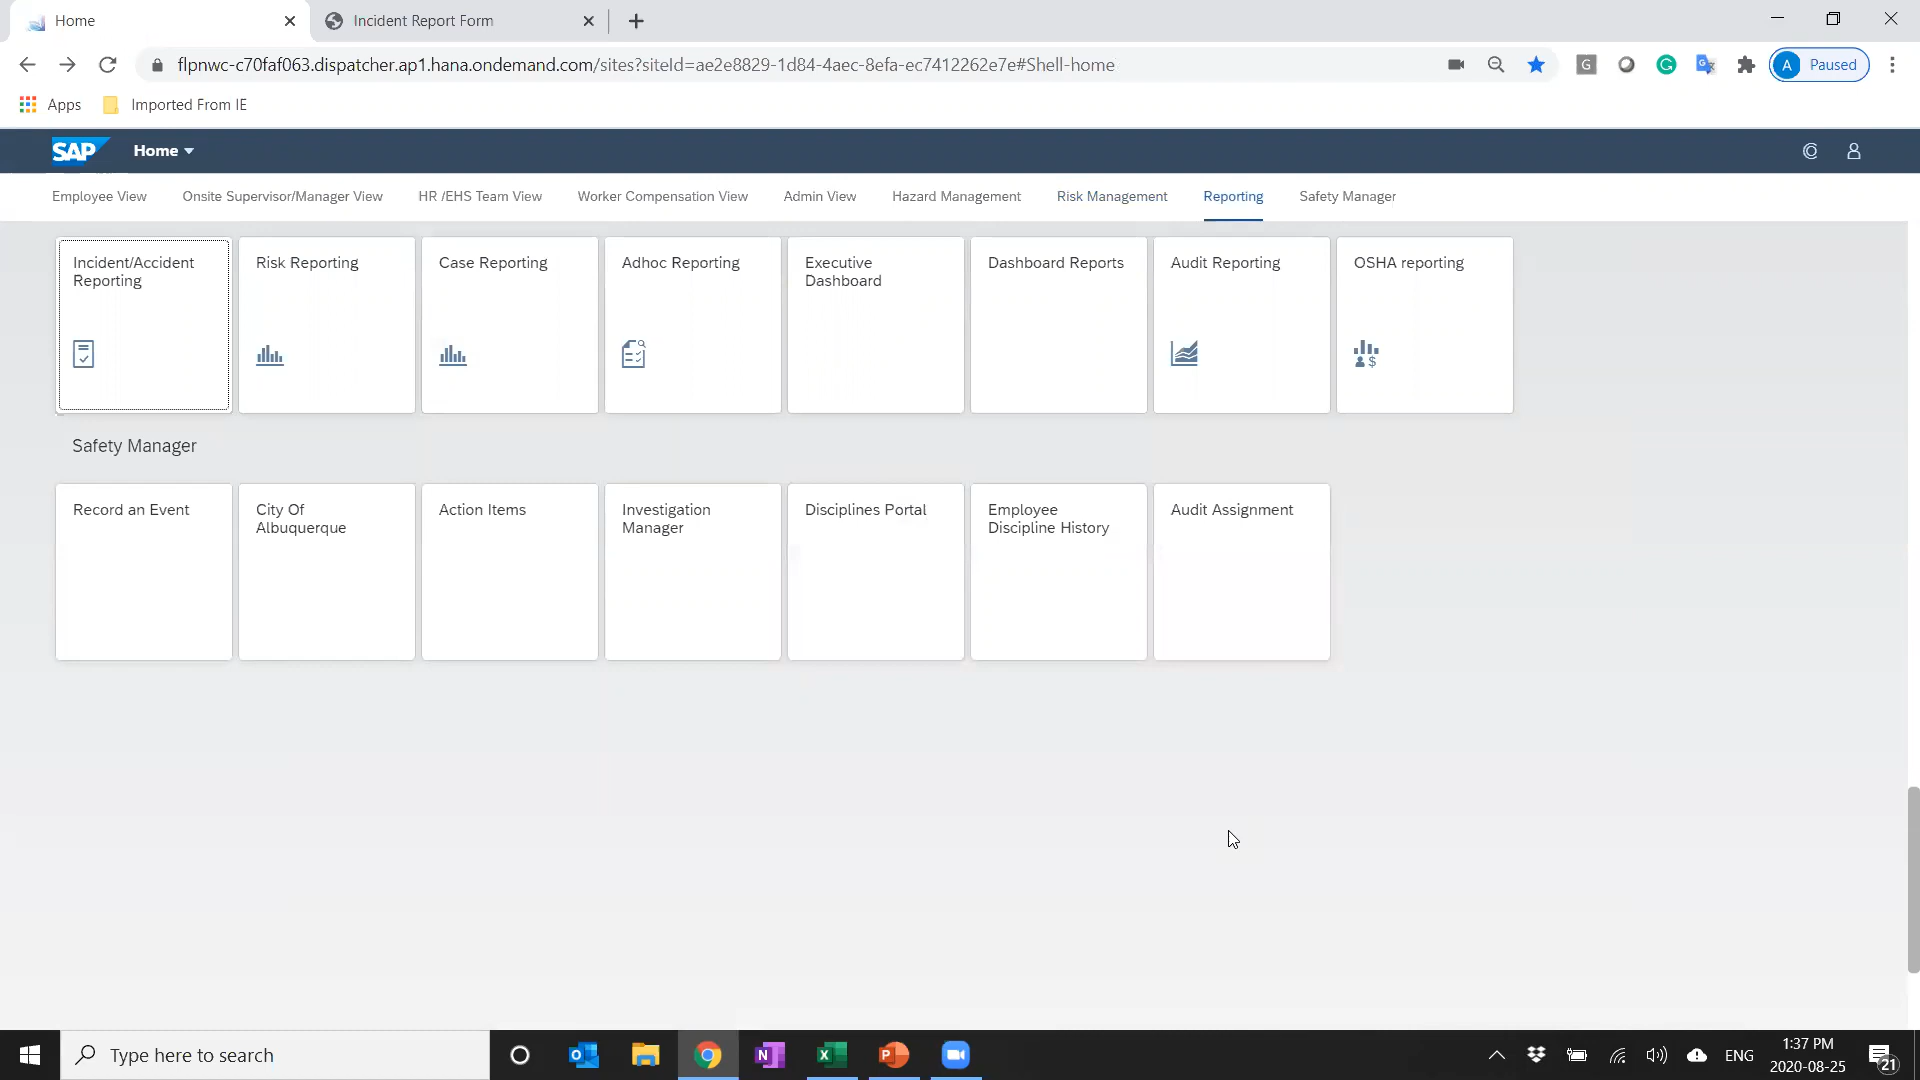 Home
Incident Report Form
flpnwc-c70faf063.dispatcher.ap1.hana.ondemand.com/sites?siteId=ae2e8829-1d84-4aec-8efa-ec7412262e7e#Shell-home
G
G
A Paused
Apps
Imported From IE
SAP
Home
Employee View
Onsite Supervisor/Manager View
HR /EHS Team View
Worker Compensation View
Admin View
Hazard Management
Risk Management
Reporting
Safety Manager
Incident/Accident
Reporting
Risk Reporting
Case Reporting
Adhoc Reporting
Executive
Dashboard
Dashboard Reports
Audit Reporting
OSHA reporting
Safety Manager
Record an Event
City Of
Albuquerque
Action Items
Investigation
Manager
Disciplines Portal
Employee
Discipline History
Audit Assignment
Type here to search
ENG
1:37 PM
2020-08-25
21